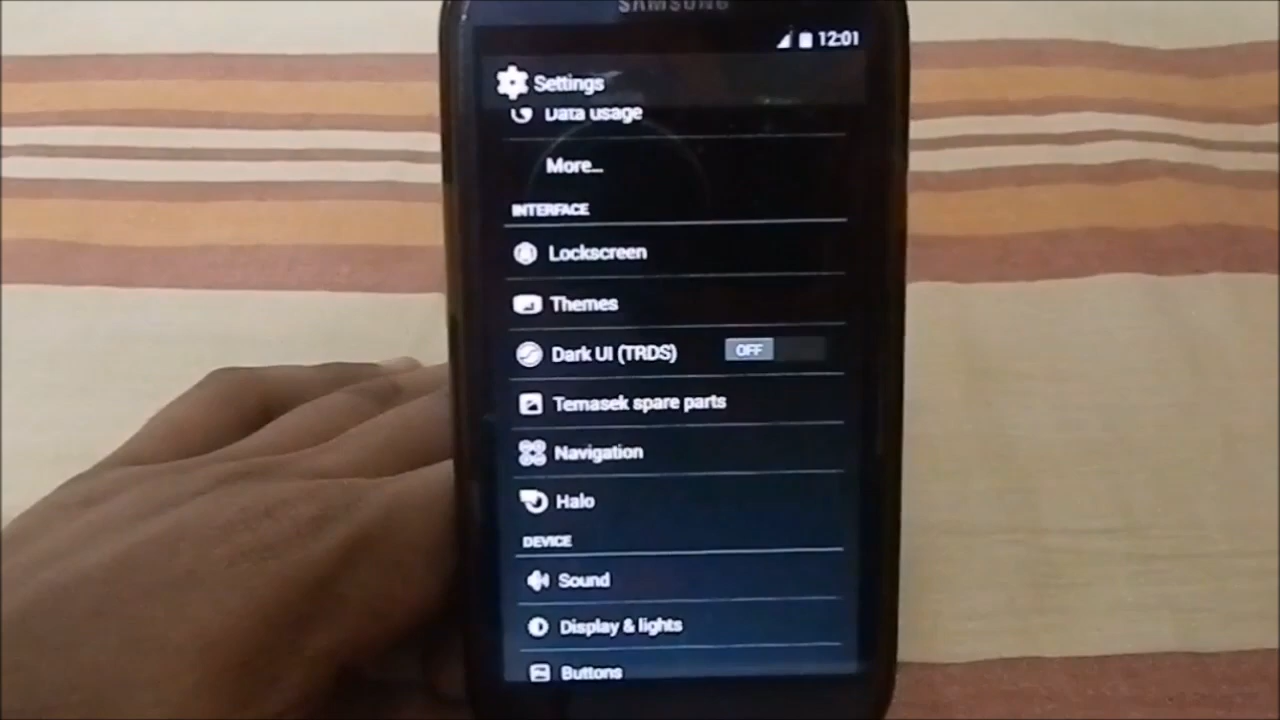 SAMSUNG
12:01
Settings
Data usage
More...
INTERFACE
Lockscreen
Themes
Dark UI (TRDS)
OFF
Temasek spare parts
Navigation
Halo
DEVICE
Sound
Display & lights
Buttons